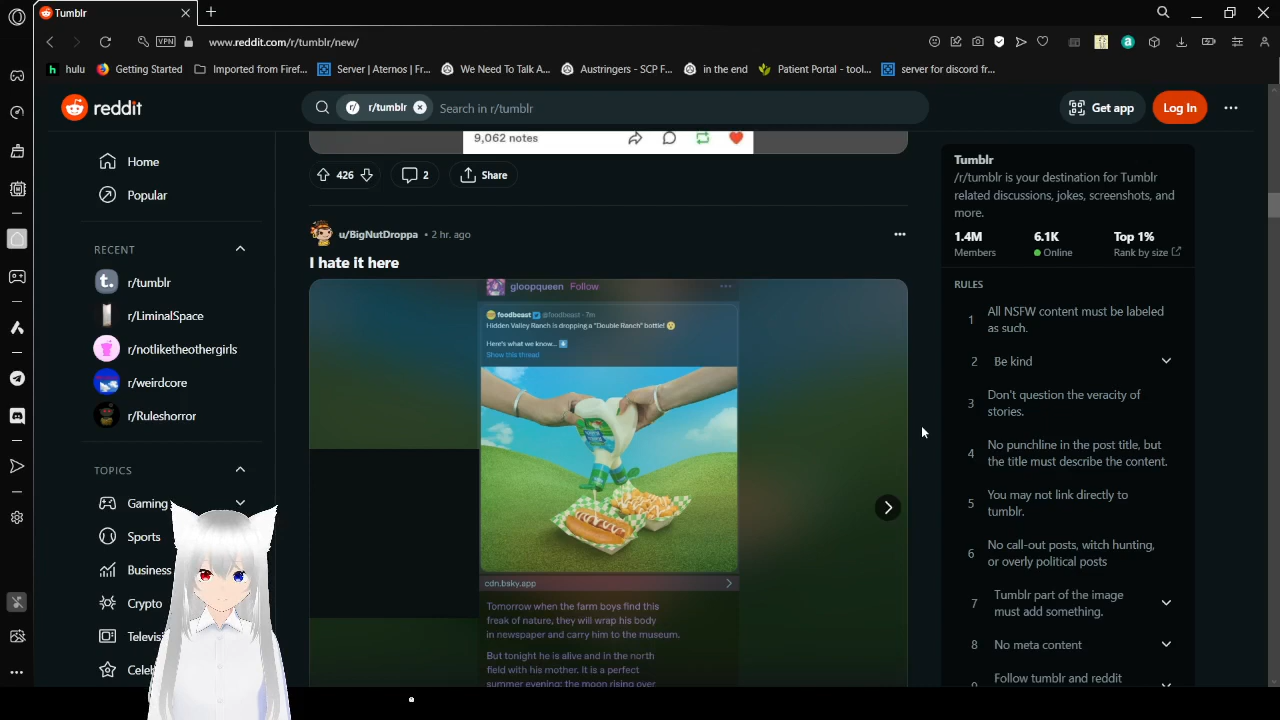 Tumblr
VPN
www.reddit.com/r/tumblr/new/
hulu
Getting Started
Imported from Firef...
Server | Aternos | Fr...
We Need To Talk A...
Austringers - SCP F...
in the end
Patient Portal - tool...
server for discord fr...
reddit
r/tumblr
Search in r/tumblr
Get app
Log In
Home
Popular
RECENT
r/tumblr
r/LiminalSpace
r/notliketheothergirls
r/weirdcore
r/Ruleshorror
TOPICS
Gaming
Sports
Business
Crypto
Televisi
Celeb
9,062 notes
426
2
Share
u/BigNutDroppa • 2 hr. ago
I hate it here
gloopqueen Follow
foodbeast @foodbeast · 7m
Hidden Valley Ranch is dropping a "Double Ranch" bottle!
Here's what we know...
Show this thread
cdn.bsky.app
Tomorrow when the farm boys find this
freak of nature, they will wrap his body
in newspaper and carry him to the museum.
But tonight he is alive and in the north
field with his mother. It is a perfect
summer evening: the moon rising over
Tumblr
/r/tumblr is your destination for Tumblr
related discussions, jokes, screenshots, and
more.
1.4M
Members
6.1K
Online
Top 1%
Rank by size
RULES
1
All NSFW content must be labeled
as such.
2
Be kind
3
Don't question the veracity of
stories.
4
No punchline in the post title, but
the title must describe the content.
5
You may not link directly to
tumblr.
6
No call-out posts, witch hunting,
or overly political posts
7
Tumblr part of the image
must add something.
8
No meta content
Follow tumblr and reddit